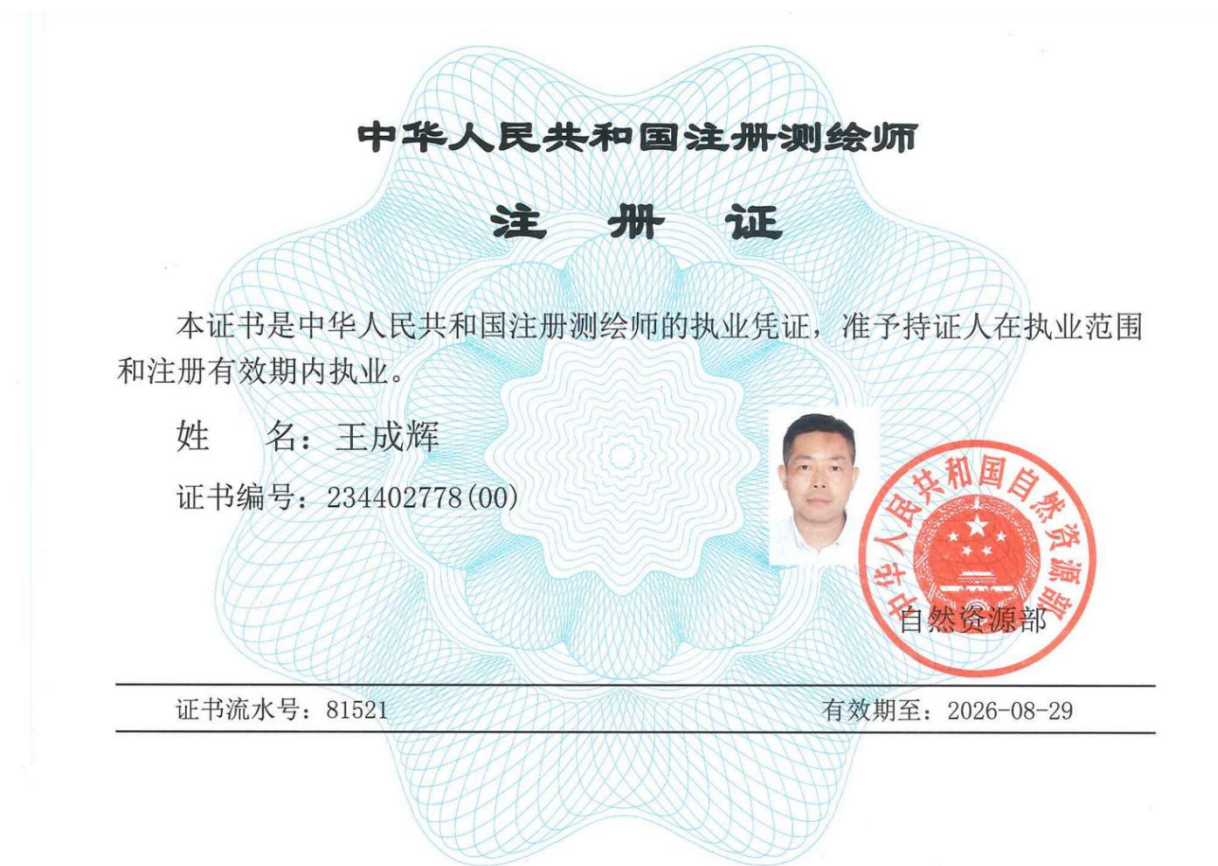 中华人民共和国注册测绘师
注 册 证
本证书是中华人民共和国注册测绘师的执业凭证，准予持证人在执业范围
和注册有效期内执业。
姓 名：王成辉
证书编号：234402778(00)
中华人民共和国自然资源部
自然资源部
证书流水号：81521
有效期至：2026-08-29